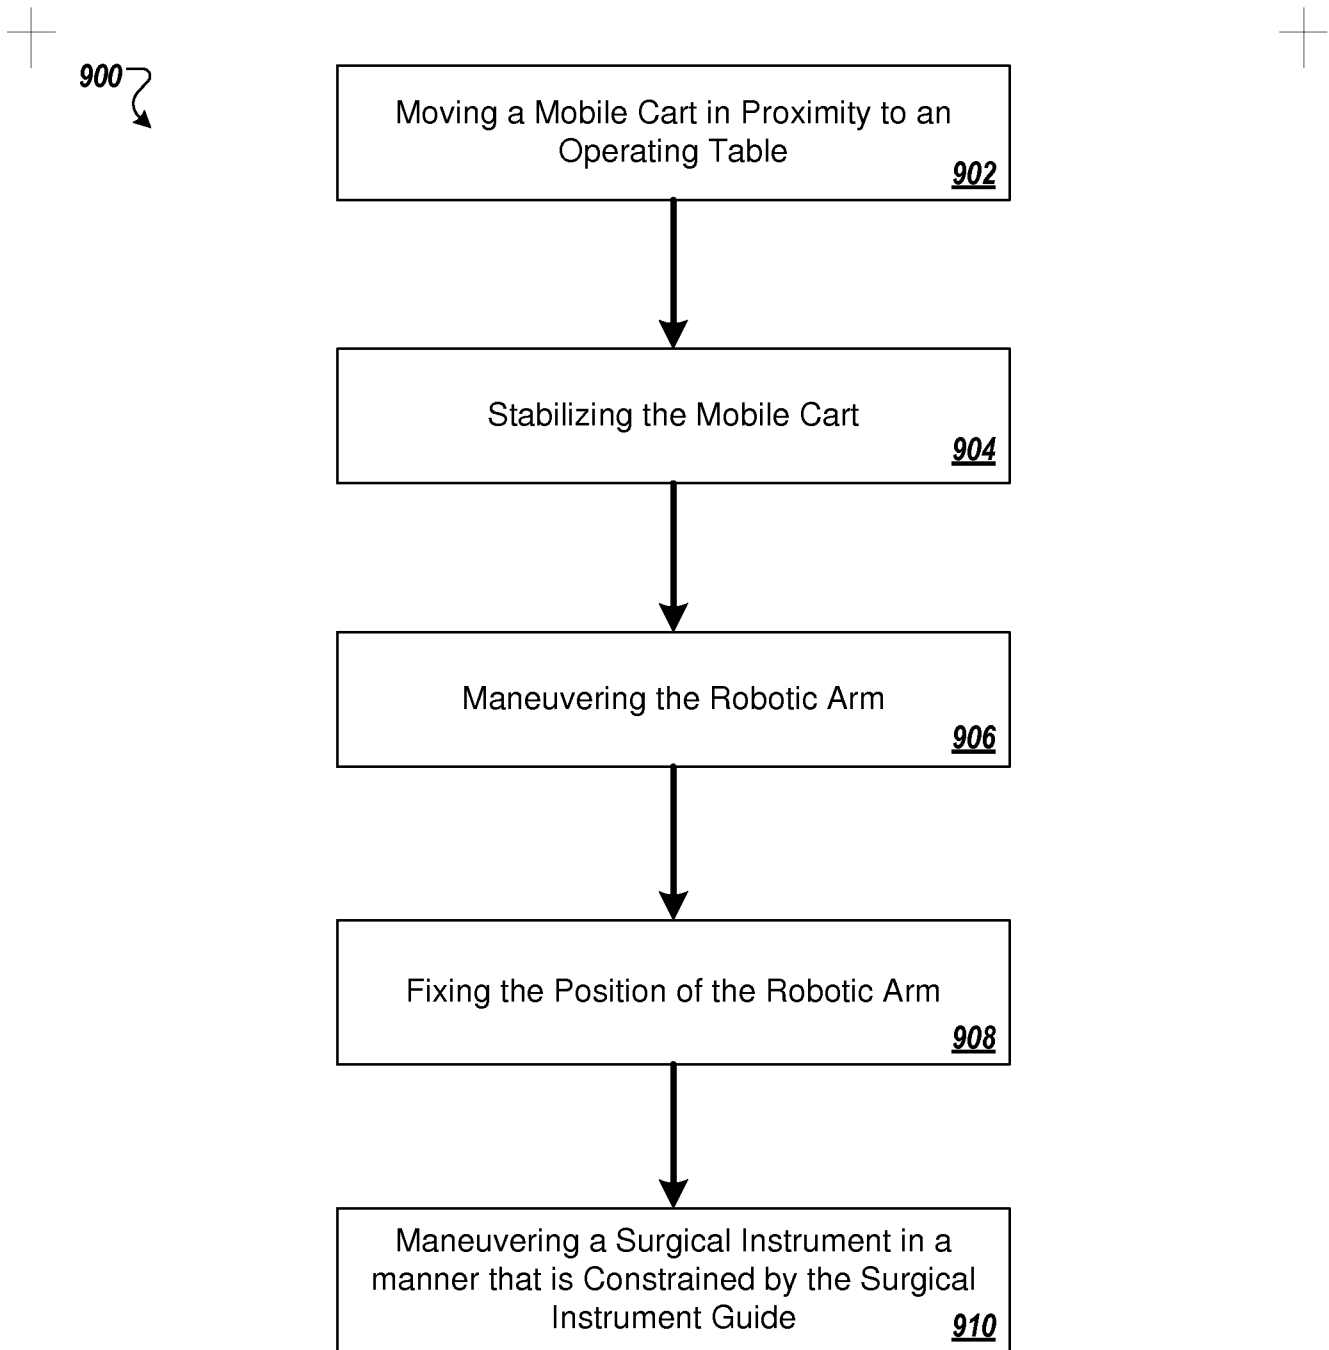 900
Moving a Mobile Cart in Proximity to an
Operating Table
902
Stabilizing the Mobile Cart
904
Maneuvering the Robotic Arm
906
Fixing the Position of the Robotic Arm
908
Maneuvering a Surgical Instrument in a
manner that is Constrained by the Surgical
Instrument Guide
910